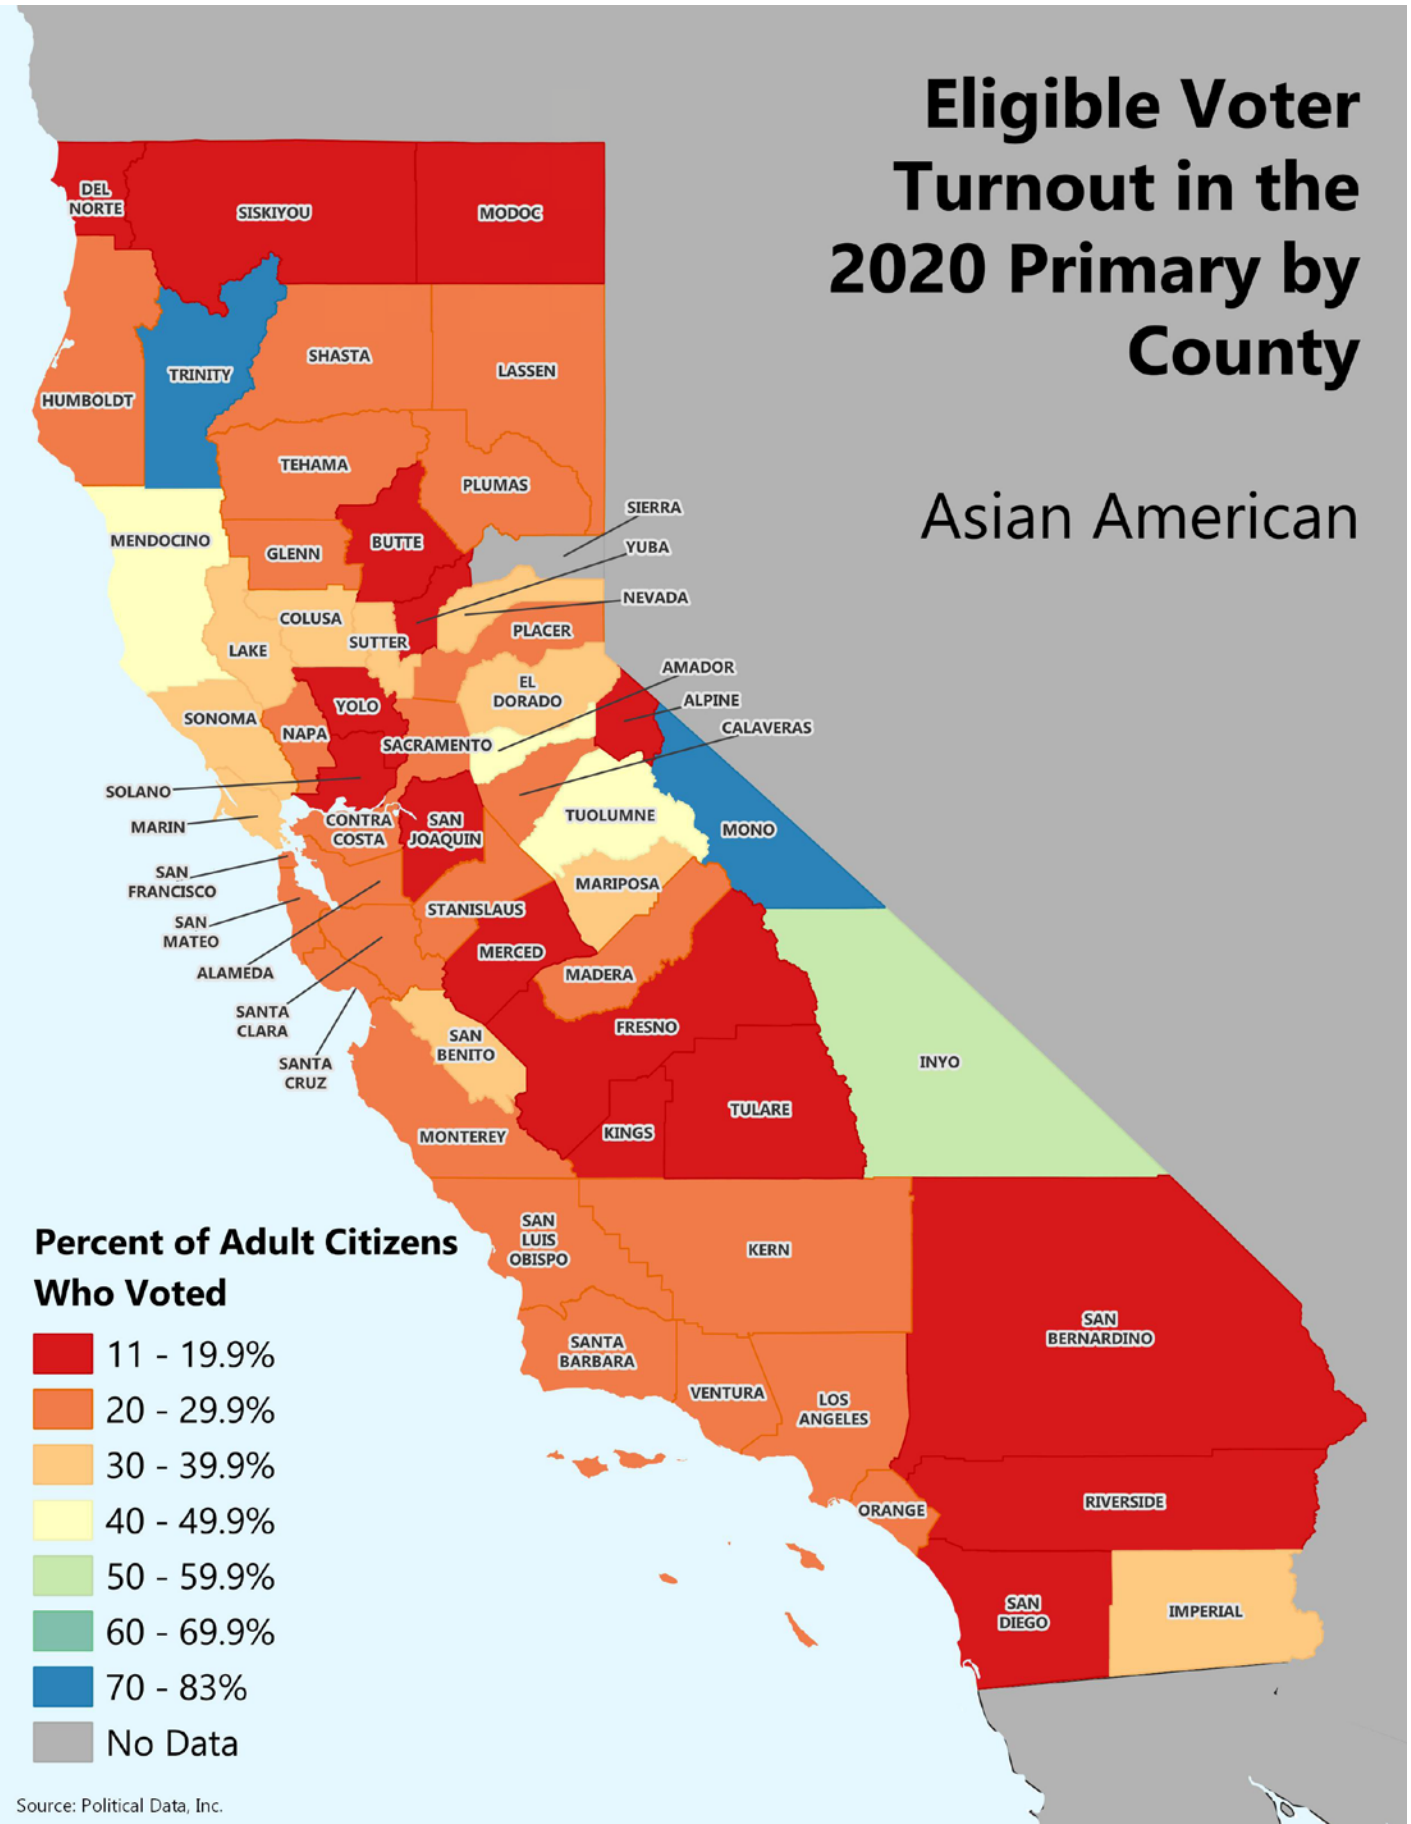 Eligible Voter
Turnout in the
2020 Primary by
County
Asian American
DEL
NORTE
SISKIYOU
MODOC
SHASTA
LASSEN
TRINITY
HUMBOLDT
TEHAMA
PLUMAS
SIERRA
MENDOCINO
BUTTE
YUBA
GLENN
NEVADA
COLUSA
PLACER
SUTTER
LAKE
AMADOR
EL
DORADO
ALPINE
YOLO
SONOMA
CALAVERAS
NAPA
SACRAMENTO
SOLANO
TUOLUMNE
MARIN
CONTRA
COSTA
SAN
JOAQUIN
MONO
SAN
FRANCISCO
MARIPOSA
STANISLAUS
SAN
MATEO
MERCED
ALAMEDA
MADERA
SANTA
CLARA
FRESNO
SAN
BENITO
INYO
SANTA
CRUZ
TULARE
KINGS
MONTEREY
SAN
LUIS
OBISPO
KERN
SAN
BERNARDINO
SANTA
BARBARA
VENTURA
LOS
ANGELES
ORANGE
RIVERSIDE
SAN
DIEGO
IMPERIAL
Percent of Adult Citizens
Who Voted
11 - 19.9%
20 - 29.9%
30 - 39.9%
40 - 49.9%
50 - 59.9%
60 - 69.9%
70 - 83%
No Data
Source: Political Data, Inc.